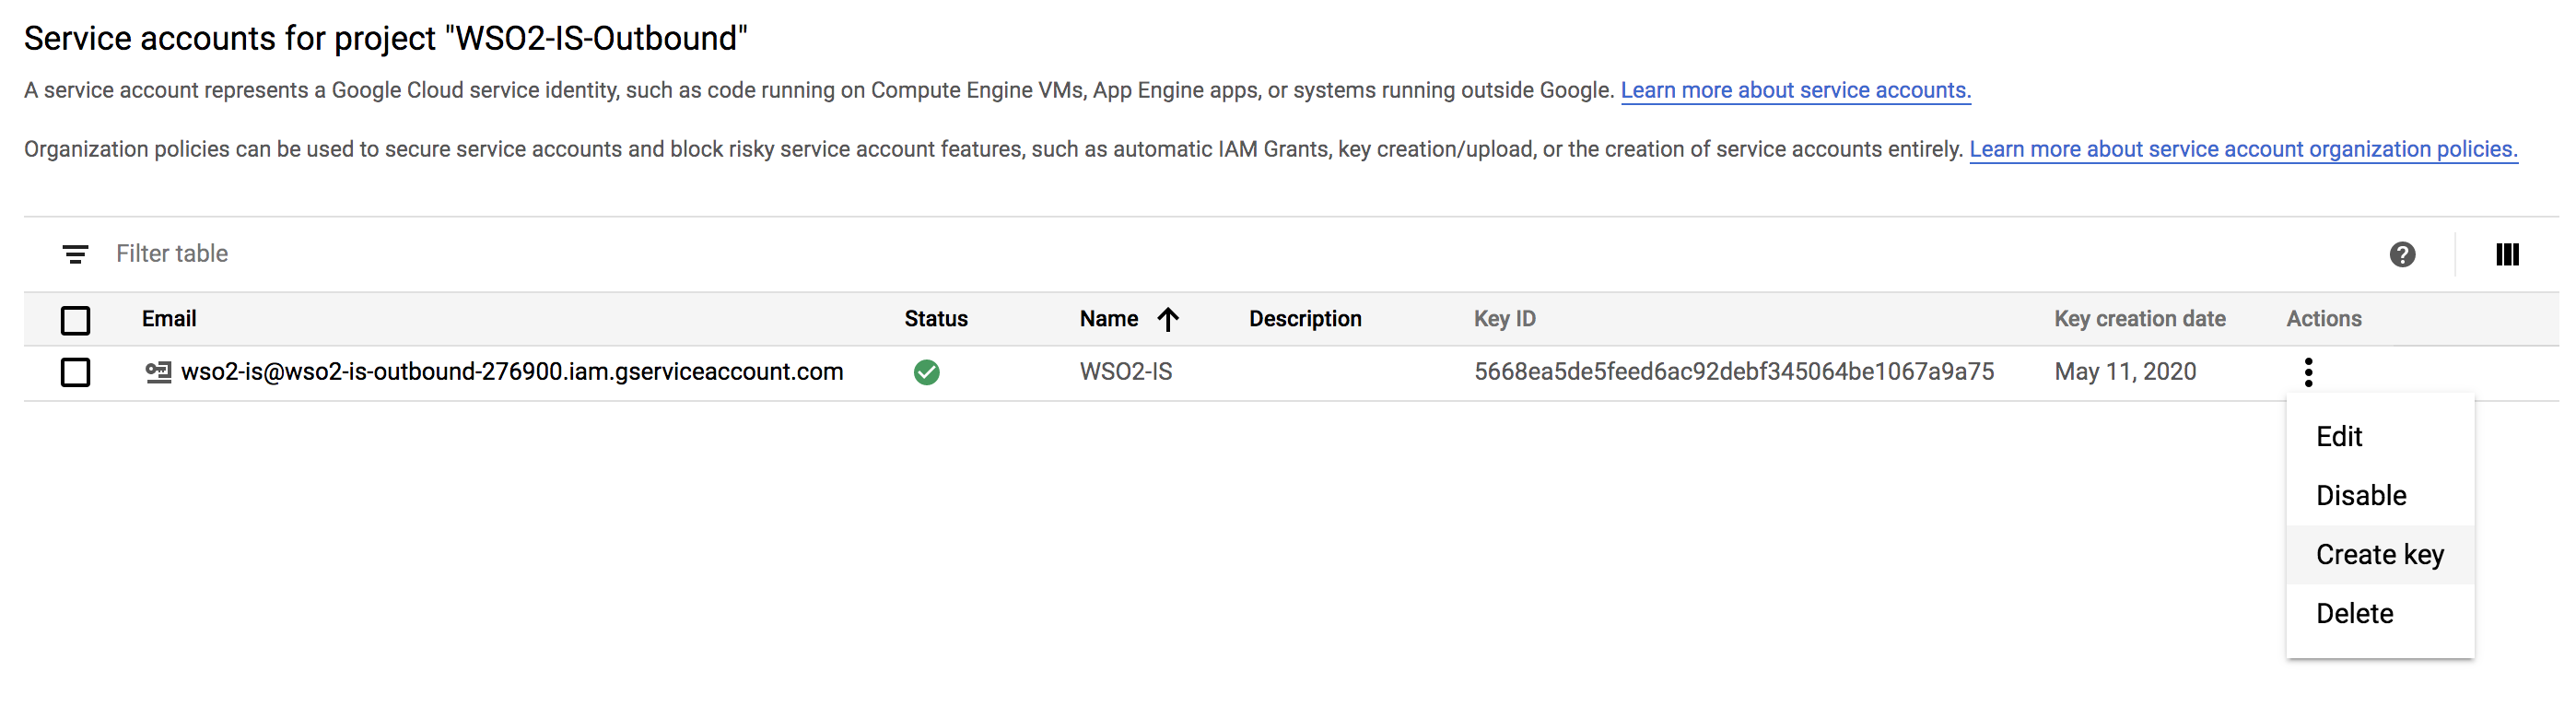 Service accounts for project "WSO2-IS-Outbound"
A service account represents a Google Cloud service identity, such as code running on Compute Engine VMs, App Engine apps, or systems running outside Google. Learn more about service accounts.
Organization policies can be used to secure service accounts and block risky service account features, such as automatic IAM Grants, key creation/upload, or the creation of service accounts entirely. Learn more about service account organization policies.
Filter table
Email Status Name Description Key ID Key creation date Actions
wso2-is@wso2-is-outbound-276900.iam.gserviceaccount.com WSO2-IS 5668ea5de5feed6ac92debf345064be1067a9a75 May 11, 2020
Edit
Disable
Create key
Delete